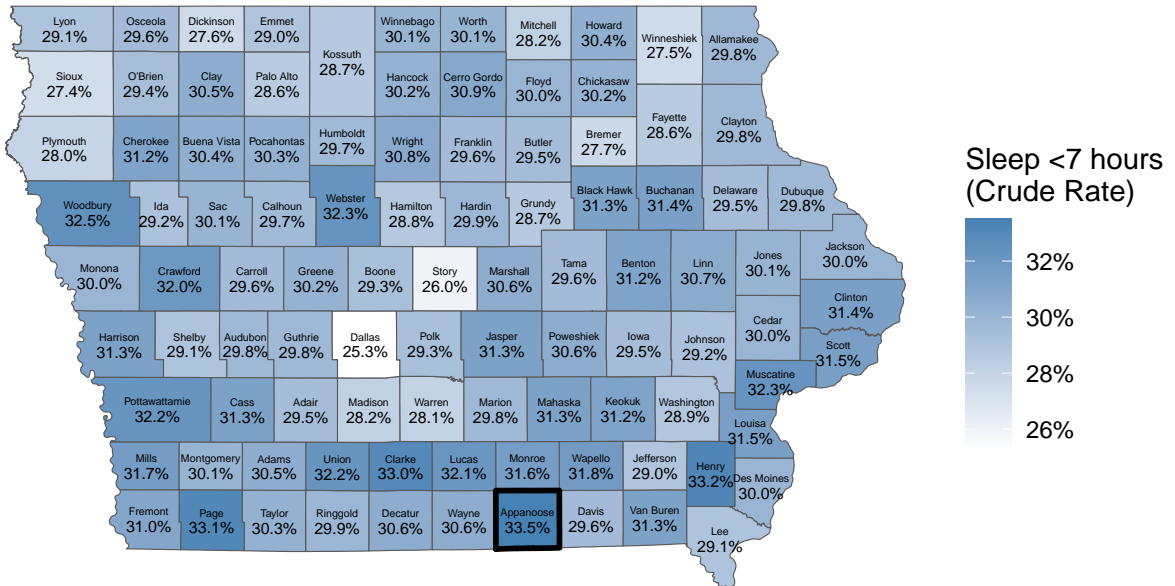 Lyon
29.1%
Osceola
29.6%
Dickinson
27.6%
Emmet
29.0%
Kossuth
28.7%
Winnebago
30.1%
Worth
30.1%
Mitchell
28.2%
Howard
30.4%
Winneshiek
27.5%
Allamakee
29.8%
Sioux
27.4%
O'Brien
29.4%
Clay
30.5%
Palo Alto
28.6%
Hancock
30.2%
Cerro Gordo
30.9%
Floyd
30.0%
Chickasaw
30.2%
Fayette
28.6%
Clayton
29.8%
Plymouth
28.0%
Cherokee
31.2%
Buena Vista
30.4%
Pocahontas
30.3%
Humboldt
29.7%
Wright
30.8%
Franklin
29.6%
Butler
29.5%
Bremer
27.7%
Woodbury
32.5%
Ida
29.2%
Sac
30.1%
Calhoun
29.7%
Webster
32.3%
Hamilton
28.8%
Hardin
29.9%
Grundy
28.7%
Black Hawk
31.3%
Buchanan
31.4%
Delaware
29.5%
Dubuque
29.8%
Monona
30.0%
Crawford
32.0%
Carroll
29.6%
Greene
30.2%
Boone
29.3%
Story
26.0%
Marshall
30.6%
Tama
29.6%
Benton
31.2%
Linn
30.7%
Jones
30.1%
Jackson
30.0%
Clinton
31.4%
Harrison
31.3%
Shelby
29.1%
Audubon
29.8%
Guthrie
29.8%
Dallas
25.3%
Polk
29.3%
Jasper
31.3%
Poweshiek
30.6%
Iowa
29.5%
Johnson
29.2%
Cedar
30.0%
Scott
31.5%
Muscatine
32.3%
Pottawattamie
32.2%
Cass
31.3%
Adair
29.5%
Madison
28.2%
Warren
28.1%
Marion
29.8%
Mahaska
31.3%
Keokuk
31.2%
Washington
28.9%
Louisa
31.5%
Mills
31.7%
Montgomery
30.1%
Adams
30.5%
Union
32.2%
Clarke
33.0%
Lucas
32.1%
Monroe
31.6%
Wapello
31.8%
Jefferson
29.0%
Henry
33.2%
Des Moines
30.0%
Fremont
31.0%
Page
33.1%
Taylor
30.3%
Ringgold
29.9%
Decatur
30.6%
Wayne
30.6%
Appanoose
33.5%
Davis
29.6%
Van Buren
31.3%
Lee
29.1%
Sleep <7 hours
(Crude Rate)
32%
30%
28%
26%